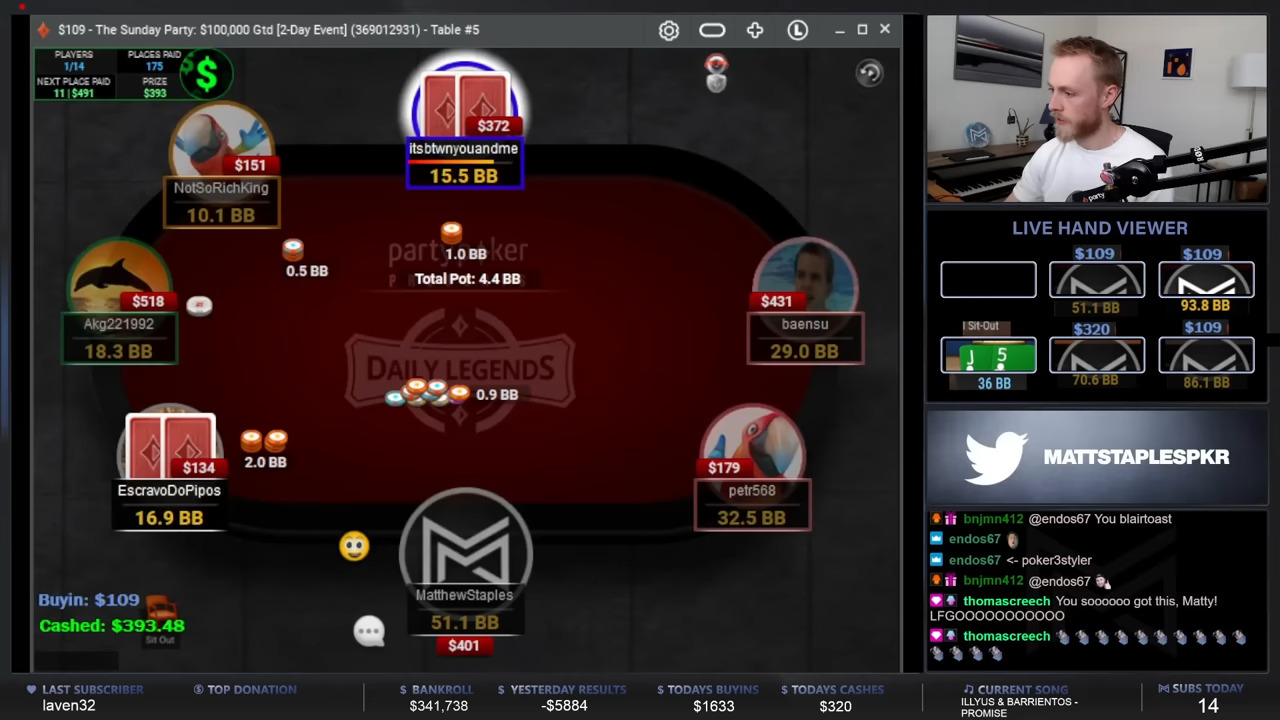 $109 - The Sunday Party: $100,000 Gtd [2-Day Event] (369012931) - Table #5
PLAYERS
1/14
PLACES PAID
175
NEXT PLACE PAID
11 | $491
PRIZE
$393
$372
itsbtwnyouandme
15.5 BB
$151
NotSoRichKing
10.1 BB
0.5 BB
1.0 BB
Total Pot: 4.4 BB
$518
Akg221992
18.3 BB
$431
baensu
29.0 BB
DAILY LEGENDS
0.9 BB
$134
EscravoDoPipos
16.9 BB
2.0 BB
$179
petr568
32.5 BB
MatthewStaples
51.1 BB
$401
Buyin: $109
Cashed: $393.48
Sit Out
party
LIVE HAND VIEWER
$109
51.1 BB
$109
93.8 BB
Sit-Out
J 5
36 BB
$320
70.6 BB
$109
86.1 BB
MATTSTAPLESPKR
bnjmn412 @endos67 You blairtoast
endos67
endos67 <- poker3styler
bnjmn412 @endos67
thomascreech You soooooo got this, Matty!
LFGOOOOOOOOOOO
thomascreech
LAST SUBSCRIBER
laven32
TOP DONATION
$ BANKROLL
$341,738
$ YESTERDAY RESULTS
-$5884
$ TODAYS BUYINS
$1633
$ TODAYS CASHES
$320
CURRENT SONG
ILLYUS & BARRIENTOS -
PROMISE
SUBS TODAY
14